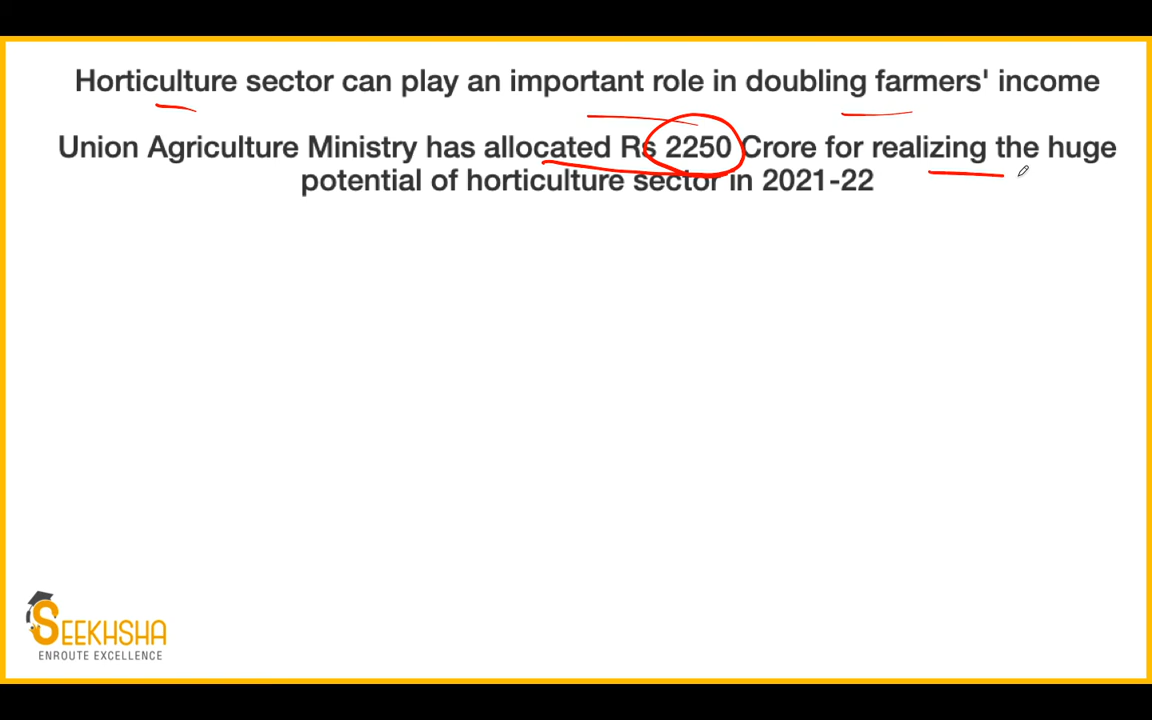 Horticulture sector can play an important role in doubling farmers' income
Union Agriculture Ministry has allocated Rs 2250 Crore for realizing the huge
potential of horticulture sector in 2021-22
SEEKHSHA
ENROUTE EXCELLENCE